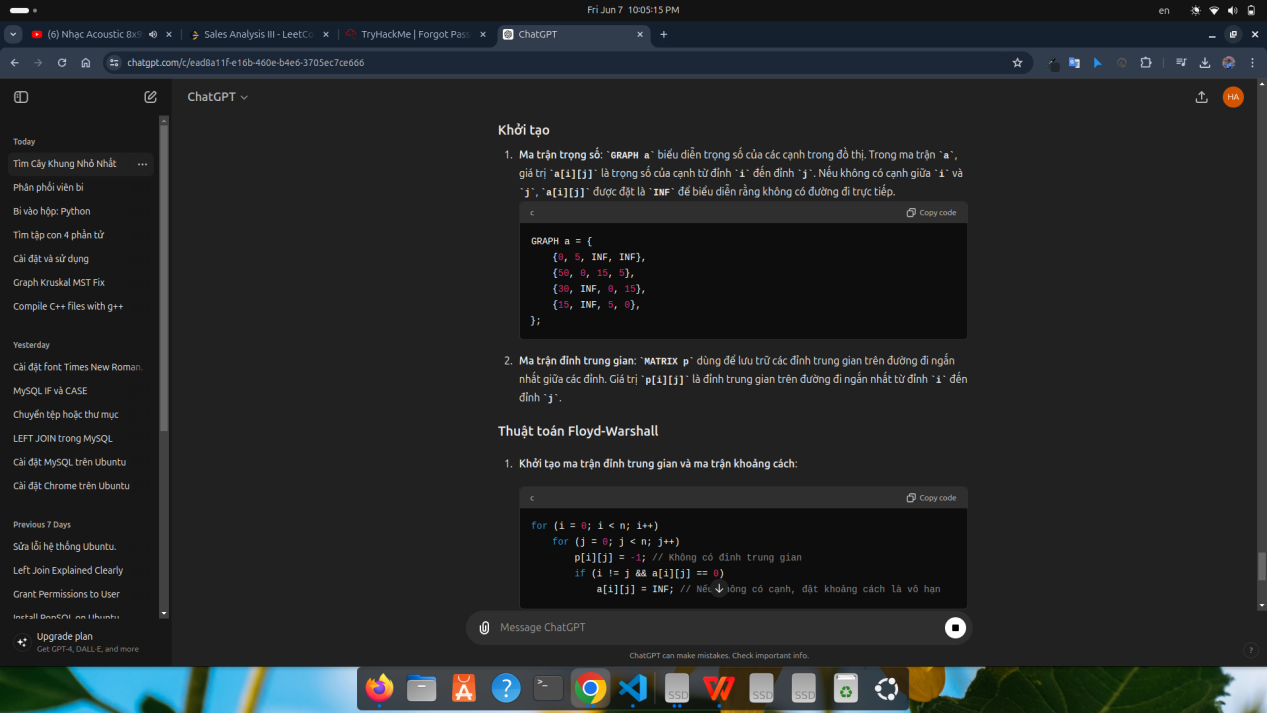 Fri Jun 7 10:05:15 PM
en
(6) Nhạc Acoustic 8x9
Sales Analysis III - LeetCo
TryHackMe | Forgot Pass
ChatGPT
chatgpt.com/c/ead8a11f-e16b-460e-b4e6-3705ec7ce666
ChatGPT
HA
Today
Tìm Cây Khung Nhỏ Nhất
Phân phối viên bi
Bi vào hộp: Python
Tìm tập con 4 phần tử
Cài đặt và sử dụng
Graph Kruskal MST Fix
Compile C++ files with g++
Yesterday
Cài đặt font Times New Roman.
MySQL IF và CASE
Chuyển tệp hoặc thư mục
LEFT JOIN trong MySQL
Cài đặt MySQL trên Ubuntu
Cài đặt Chrome trên Ubuntu
Previous 7 Days
Sửa lỗi hệ thống Ubuntu.
Left Join Explained Clearly
Grant Permissions to User
Install PopSQL on Ubuntu
Upgrade plan
Get GPT-4, DALL·E, and more
Khởi tạo
1. Ma trận trọng số: `GRAPH a` biểu diễn trọng số của các cạnh trong đồ thị. Trong ma trận `a`,
giá trị `a[i][j]` là trọng số của cạnh từ đỉnh `i` đến đỉnh `j`. Nếu không có cạnh giữa `i` và
`j`, `a[i][j]` được đặt là `INF` để biểu diễn rằng không có đường đi trực tiếp.
c
Copy code
GRAPH a = {
{0, 5, INF, INF},
{50, 0, 15, 5},
{30, INF, 0, 15},
{15, INF, 5, 0},
};
2. Ma trận đỉnh trung gian: `MATRIX p` dùng để lưu trữ các đỉnh trung gian trên đường đi ngắn
nhất giữa các đỉnh. Giá trị `p[i][j]` là đỉnh trung gian trên đường đi ngắn nhất từ đỉnh `i` đến
đỉnh `j`.
Thuật toán Floyd-Warshall
1. Khởi tạo ma trận đỉnh trung gian và ma trận khoảng cách:
c
Copy code
for (i = 0; i < n; i++)
for (j = 0; j < n; j++)
p[i][j] = -1; // Không có đỉnh trung gian
if (i != j && a[i][j] == 0)
a[i][j] = INF; // Nếu không có cạnh, đặt khoảng cách là vô hạn
Message ChatGPT
ChatGPT can make mistakes. Check important info.
?
SSD
SSD
SSD